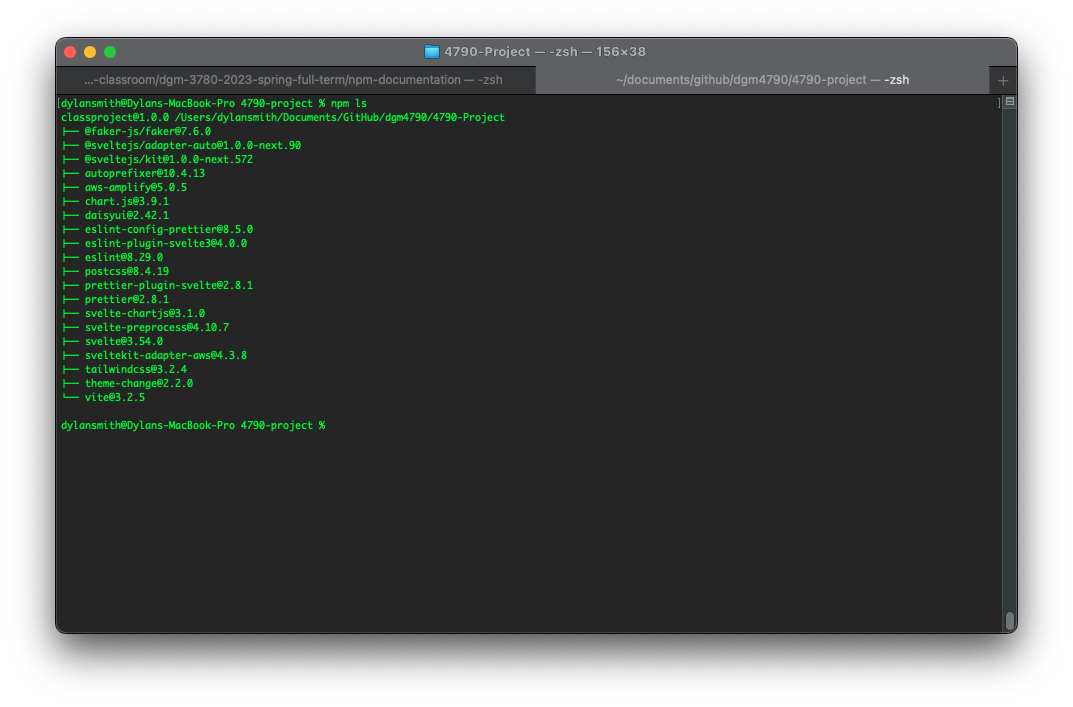 4790-Project — -zsh — 156×38
...-classroom/dgm-3780-2023-spring-full-term/npm-documentation — -zsh
~/documents/github/dgm4790/4790-project — -zsh
+
[dylansmith@Dylans-MacBook-Pro 4790-project % npm ls ]
classproject@1.0.0 /Users/dylansmith/Documents/GitHub/dgm4790/4790-Project
├── @faker-js/faker@7.6.0
├── @sveltejs/adapter-auto@1.0.0-next.90
├── @sveltejs/kit@1.0.0-next.572
├── autoprefixer@10.4.13
├── aws-amplify@5.0.5
├── chart.js@3.9.1
├── daisyui@2.42.1
├── eslint-config-prettier@8.5.0
├── eslint-plugin-svelte3@4.0.0
├── eslint@8.29.0
├── postcss@8.4.19
├── prettier-plugin-svelte@2.8.1
├── prettier@2.8.1
├── svelte-chartjs@3.1.0
├── svelte-preprocess@4.10.7
├── svelte@3.54.0
├── sveltekit-adapter-aws@4.3.8
├── tailwindcss@3.2.4
├── theme-change@2.2.0
└── vite@3.2.5
dylansmith@Dylans-MacBook-Pro 4790-project %